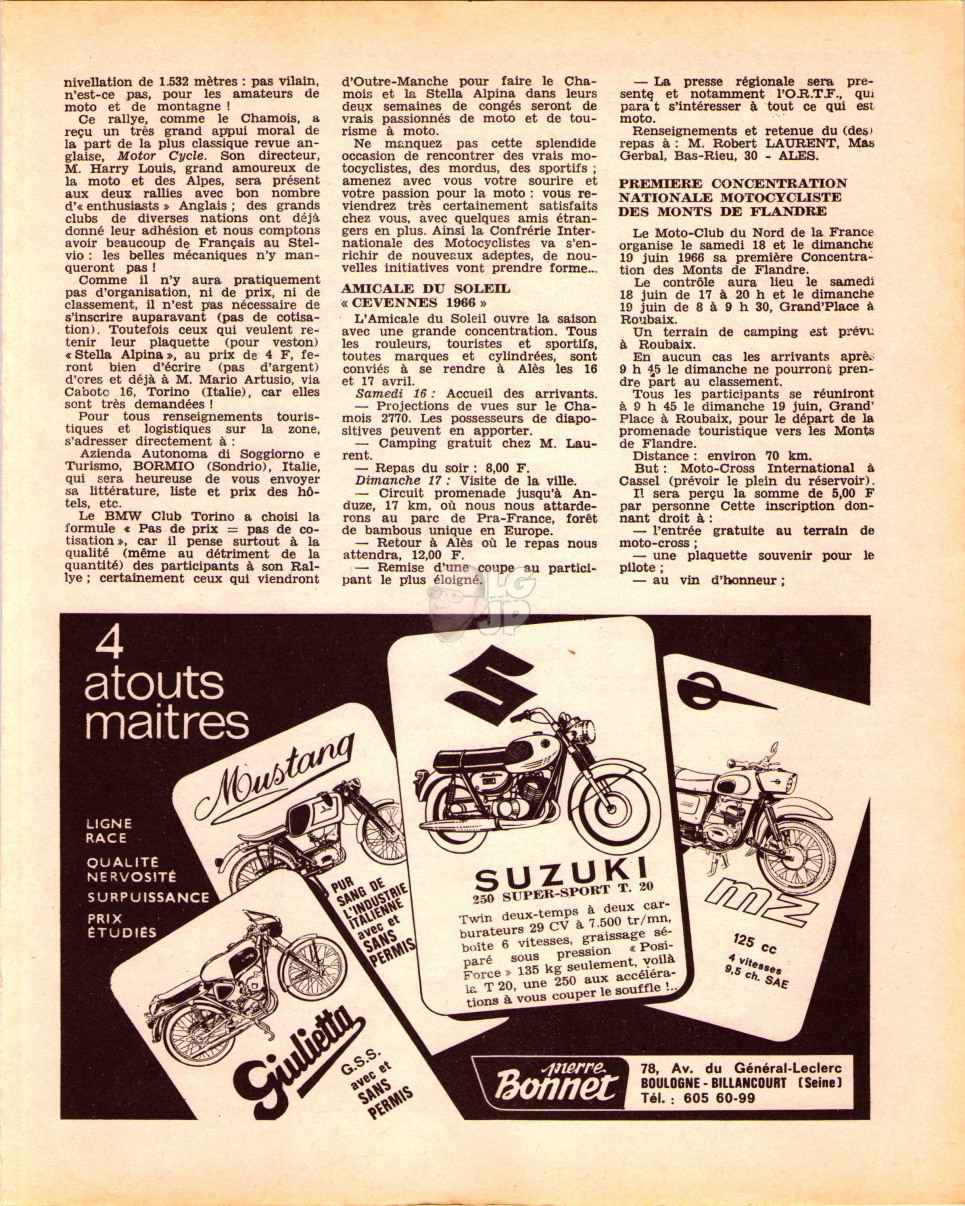 nivellation de 1.532 mètres : pas vilain,
n'est-ce pas, pour les amateurs de
moto et de montagne !
Ce rallye, comme le Chamois, a
reçu un très grand appui moral de
la part de la plus classique revue an-
glaise, Motor Cycle. Son directeur,
M. Harry Louis, grand amoureux de
la moto et des Alpes, sera présent
aux deux rallies avec bon nombre
d'« enthusiasts » Anglais ; des grands
clubs de diverses nations ont déjà
donné leur adhésion et nous comptons
avoir beaucoup de Français au Stel-
vio : les belles mécaniques n'y man-
queront pas !
Comme il n'y aura pratiquement
pas d'organisation, ni de prix, ni de
classement, il n'est pas nécessaire de
s'inscrire auparavant (pas de cotisa-
tion). Toutefois ceux qui veulent re-
tenir leur plaquette (pour veston)
« Stella Alpina », au prix de 4 F, fe-
ront bien d'écrire (pas d'argent)
d'ores et déjà à M. Mario Artusio, via
Caboto 16, Torino (Italie), car elles
sont très demandées !
Pour tous renseignements touris-
tiques et logistiques sur la zone,
s'adresser directement à :
Azienda Autonoma di Soggiorno e
Turismo, BORMIO (Sondrio), Italie,
qui sera heureuse de vous envoyer
sa littérature, liste et prix des hô-
tels, etc.
Le BMW Club Torino a choisi la
formule « Pas de prix = pas de co-
tisation », car il pense surtout à la
qualité (même au détriment de la
quantité) des participants à son Ral-
lye ; certainement ceux qui viendront
d'Outre-Manche pour faire le Cha-
mois et la Stella Alpina dans leurs
deux semaines de congés seront de
vrais passionnés de moto et de tou-
risme à moto.
Ne manquez pas cette splendide
occasion de rencontrer des vrais mo-
tocyclistes, des mordus, des sportifs ;
amenez avec vous votre sourire et
votre passion pour la moto : vous re-
viendrez très certainement satisfaits
chez vous, avec quelques amis étran-
gers en plus. Ainsi la Confrérie Inter-
nationale des Motocyclistes va s'en-
richir de nouveaux adeptes, de nou-
velles initiatives vont prendre forme...
AMICALE DU SOLEIL
« CEVENNES 1966 »
L'Amicale du Soleil ouvre la saison
avec une grande concentration. Tous
les rouleurs, touristes et sportifs,
toutes marques et cylindrées, sont
conviés à se rendre à Alès les 16
et 17 avril.
Samedi 16 : Accueil des arrivants.
— Projections de vues sur le Cha-
mois 2770. Les possesseurs de diapo-
sitives peuvent en apporter.
— Camping gratuit chez M. Lau-
rent.
— Repas du soir : 8,00 F.
Dimanche 17 : Visite de la ville.
— Circuit promenade jusqu'à An-
duze, 17 km, où nous nous attarde-
rons au parc de Pra-France, forêt
de bambous unique en Europe.
— Retour à Alès où le repas nous
attendra, 12,00 F.
— Remise d'une coupe au partici-
pant le plus éloigné.
— La presse régionale sera pre-
sente et notamment l'O.R.T.F., qui
paraît s'intéresser à tout ce qui est
moto.
Renseignements et retenue du (des)
repas à : M. Robert LAURENT, Mas
Gerbal, Bas-Rieu, 30 - ALES.
PREMIERE CONCENTRATION
NATIONALE MOTOCYCLISTE
DES MONTS DE FLANDRE
Le Moto-Club du Nord de la France
organise le samedi 18 et le dimanche
19 juin 1966 sa première Concentra-
tion des Monts de Flandre.
Le contrôle aura lieu le samedi
18 juin de 17 à 20 h et le dimanche
19 juin de 8 à 9 h 30, Grand'Place à
Roubaix.
Un terrain de camping est prévu
à Roubaix.
En aucun cas les arrivants après
9 h 45 le dimanche ne pourront pren-
dre part au classement.
Tous les participants se réuniront
à 9 h 45 le dimanche 19 juin, Grand'
Place à Roubaix, pour le départ de la
promenade touristique vers les Monts
de Flandre.
Distance : environ 70 km.
But : Moto-Cross International à
Cassel (prévoir le plein du réservoir).
Il sera perçu la somme de 5,00 F
par personne Cette inscription don-
nant droit à :
— l'entrée gratuite au terrain de
moto-cross ;
— une plaquette souvenir pour le
pilote ;
— au vin d'honneur ;
LG
JP
4
atouts
maitres
LIGNE
RACE
QUALITÉ
NERVOSITÉ
SURPUISSANCE
PRIX
ÉTUDIÉS
Mustang
PUR
SANG DE
L'INDUSTRIE
ITALIENNE
avec et
SANS
PERMIS
Giulietta
G.S.S.
avec et
SANS
PERMIS
SUZUKI
250 SUPER-SPORT T. 20
Twin deux-temps à deux car-
burateurs 29 CV à 7.500 tr/mn,
boîte 6 vitesses, graissage sé-
paré sous pression « Posi-
Force » 135 kg seulement, voilà
la T 20, une 250 aux accéléra-
tions à vous couper le souffle !..
MZ
125 cc
4 vitesses
9,5 ch. SAE
pierre
Bonnet
78, Av. du Général-Leclerc
BOULOGNE - BILLANCOURT (Seine)
Tél. : 605 60-99